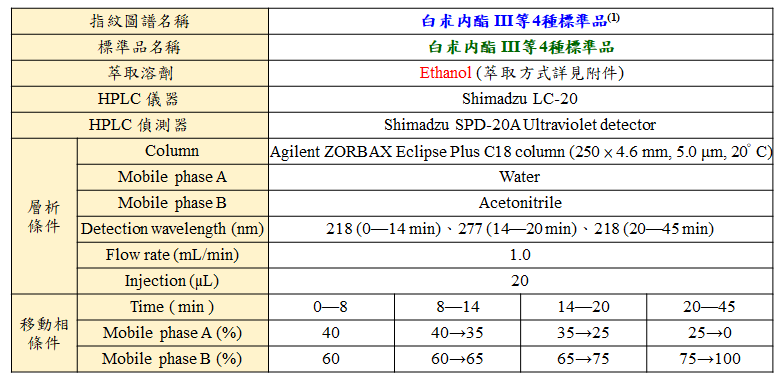 指紋圖譜名稱 白朮內酯 III等4種標準品(1)
標準品名稱 白朮內酯 III等4種標準品
萃取溶劑 Ethanol (萃取方式詳見附件)
HPLC 儀器 Shimadzu LC-20
HPLC 偵測器 Shimadzu SPD-20A Ultraviolet detector
層析條件 Column Agilent ZORBAX Eclipse Plus C18 column (250 × 4.6 mm, 5.0 μm, 20° C)
Mobile phase A Water
Mobile phase B Acetonitrile
Detection wavelength (nm) 218 (0—14 min)、277 (14—20 min)、218 (20—45 min)
Flow rate (mL/min) 1.0
Injection (μL) 20
移動相條件 Time ( min ) 0—8 8—14 14—20 20—45
Mobile phase A (%) 40 40→35 35→25 25→0
Mobile phase B (%) 60 60→65 65→75 75→100